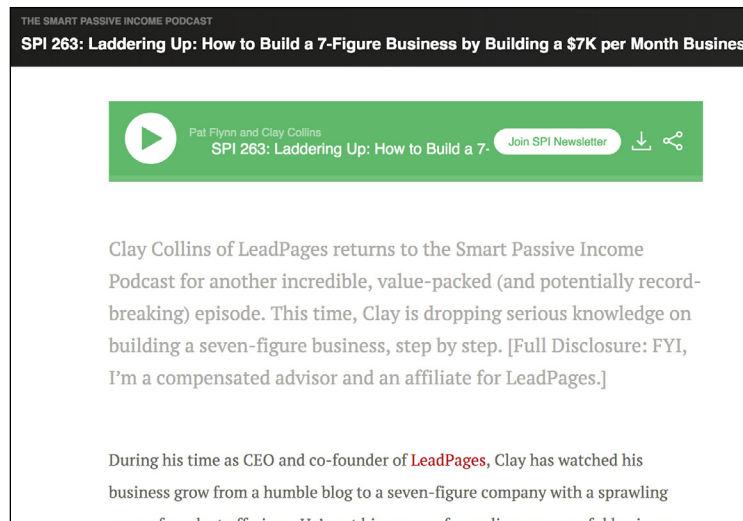 THE SMART PASSIVE INCOME PODCAST
SPI 263: Laddering Up: How to Build a 7-Figure Business by Building a $7K per Month
Pat Flynn and Clay Collins
SPI 263: Laddering Up: How to Build a 7-
Join SPI Newsletter
Clay Collins of LeadPages returns to the Smart Passive Income
Podcast for another incredible, value-packed (and potentially record-
breaking) episode. This time, Clay is dropping serious knowledge on
building a seven-figure business, step by step. [Full Disclosure: FYI,
I'm a compensated advisor and an affiliate for LeadPages.]
During his time as CEO and co-founder of LeadPages, Clay has watched his
business grow from a humble blog to a seven-figure company with a sprawling